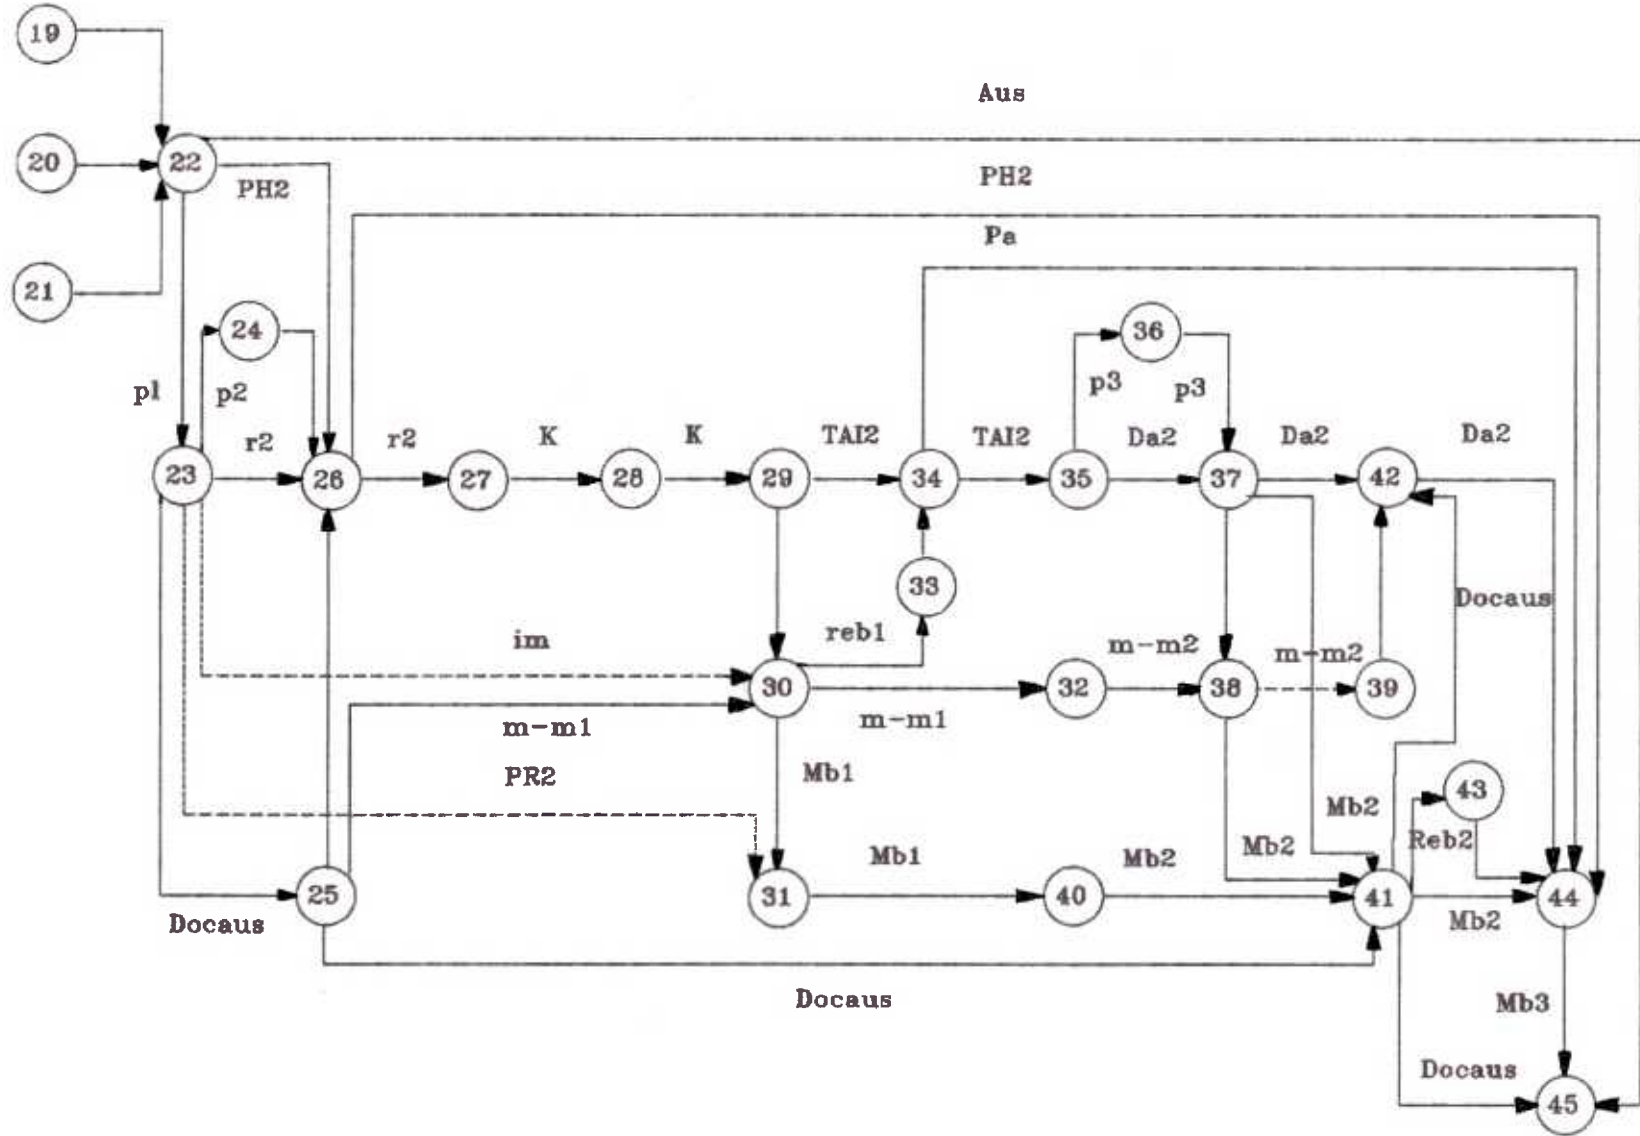 19
Aus
20
22
PH2
PH2
Pa
21
24
36
p1
p2
p3
p3
r2
r2
K
K
TAI2
TAI2
Da2
Da2
Da2
23
26
27
28
29
34
35
37
42
33
Docaus
im
reb1
m-m2
m-m2
30
32
38
39
m-m1
m-m1
PR2
Mb1
43
Mb2
Reb2
Mb1
Mb2
Mb2
25
31
40
41
44
Docaus
Mb2
Docaus
Mb3
Docaus
45